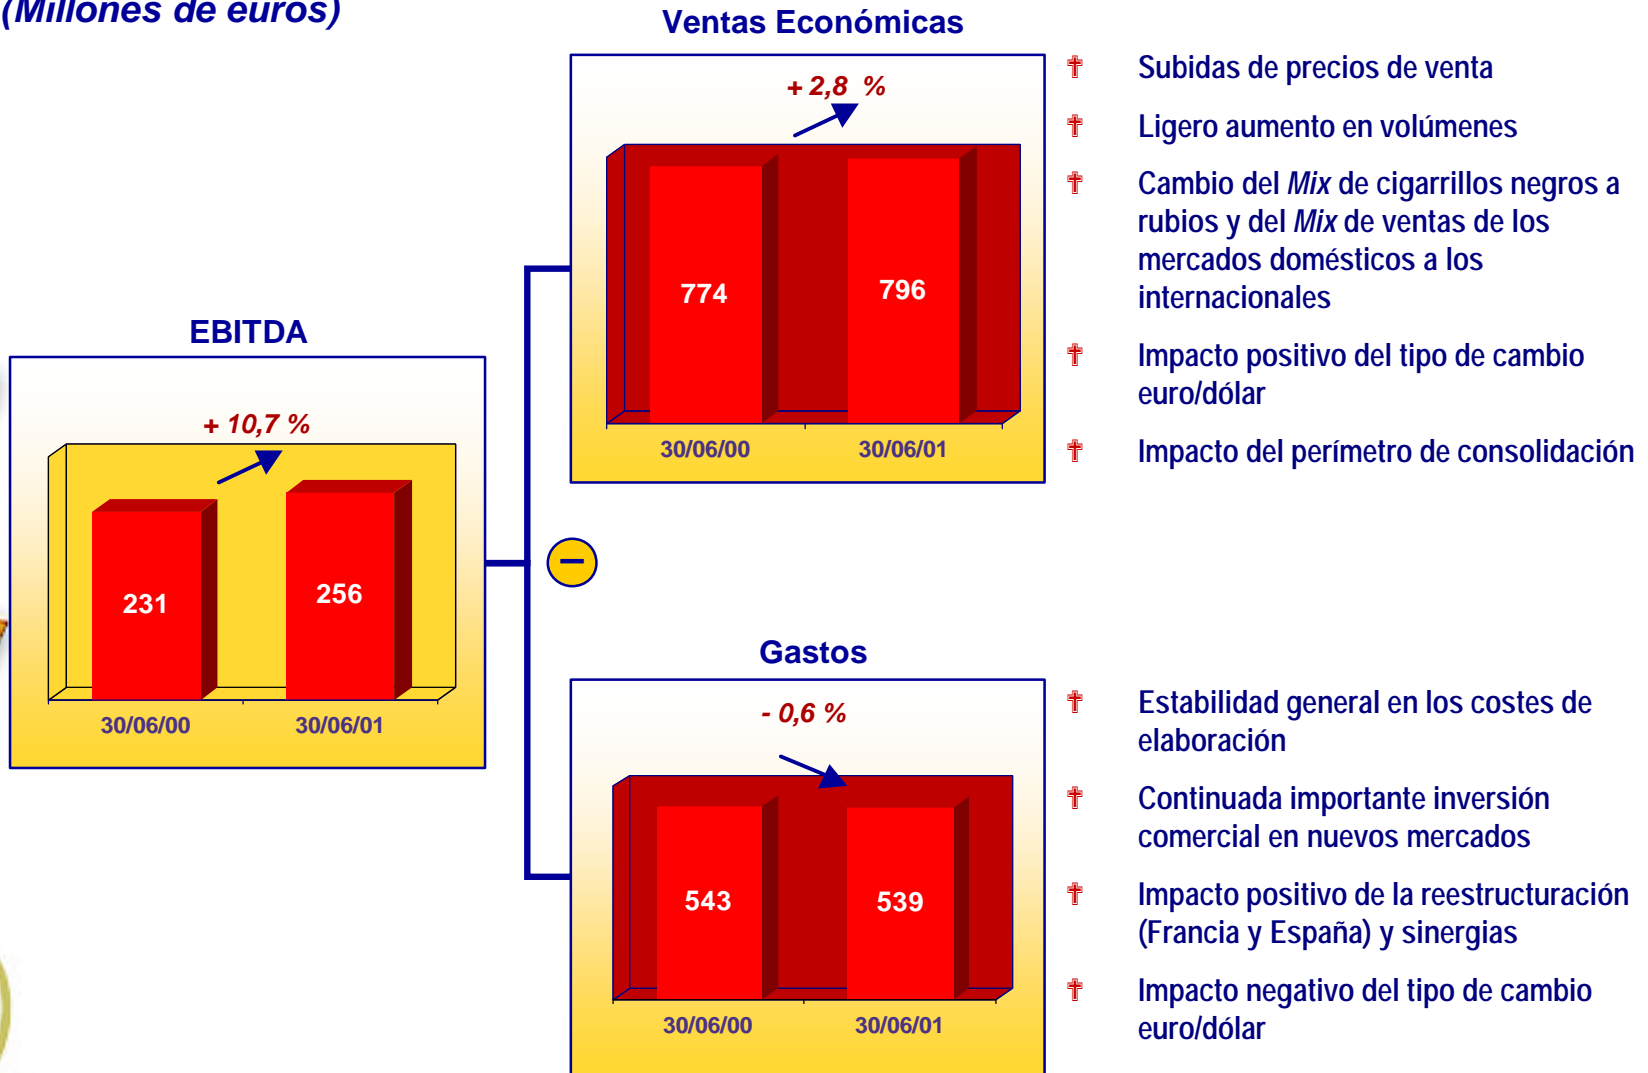 (Millones de euros)
Ventas Económicas
+ 2,8 %
774
796
30/06/00
30/06/01
Subidas de precios de venta
Ligero aumento en volúmenes
Cambio del Mix de cigarrillos negros a
rubios y del Mix de ventas de los
mercados domésticos a los
internacionales
Impacto positivo del tipo de cambio
euro/dólar
Impacto del perímetro de consolidación
EBITDA
+ 10,7 %
231
256
30/06/00
30/06/01
–
Gastos
- 0,6 %
543
539
30/06/00
30/06/01
Estabilidad general en los costes de
elaboración
Continuada importante inversión
comercial en nuevos mercados
Impacto positivo de la reestructuración
(Francia y España) y sinergias
Impacto negativo del tipo de cambio
euro/dólar